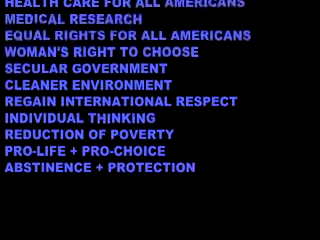 HEALTH CARE FOR ALL AMERICANS
MEDICAL RESEARCH
EQUAL RIGHTS FOR ALL AMERICANS
WOMAN'S RIGHT TO CHOOSE
SECULAR GOVERNMENT
CLEANER ENVIRONMENT
REGAIN INTERNATIONAL RESPECT
INDIVIDUAL THINKING
REDUCTION OF POVERTY
PRO-LIFE + PRO-CHOICE
ABSTINENCE + PROTECTION